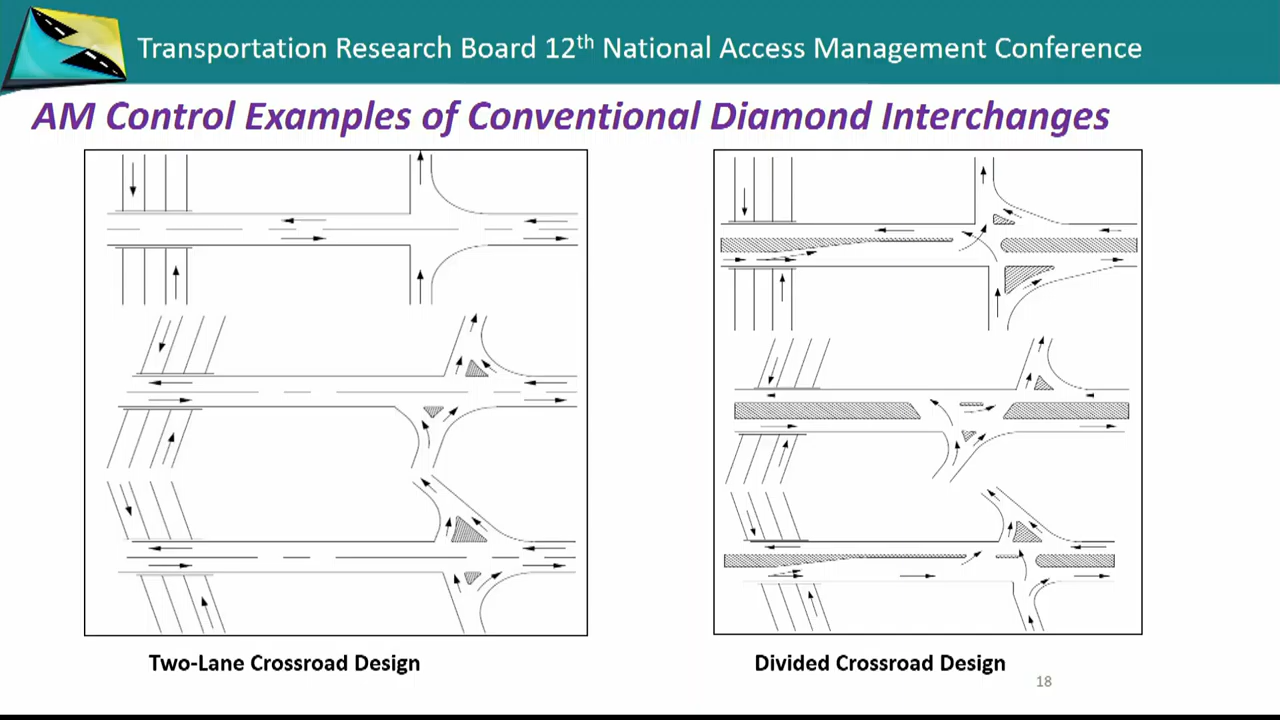 Transportation Research Board 12th National Access Management Conference
AM Control Examples of Conventional Diamond Interchanges
Two-Lane Crossroad Design
Divided Crossroad Design
18